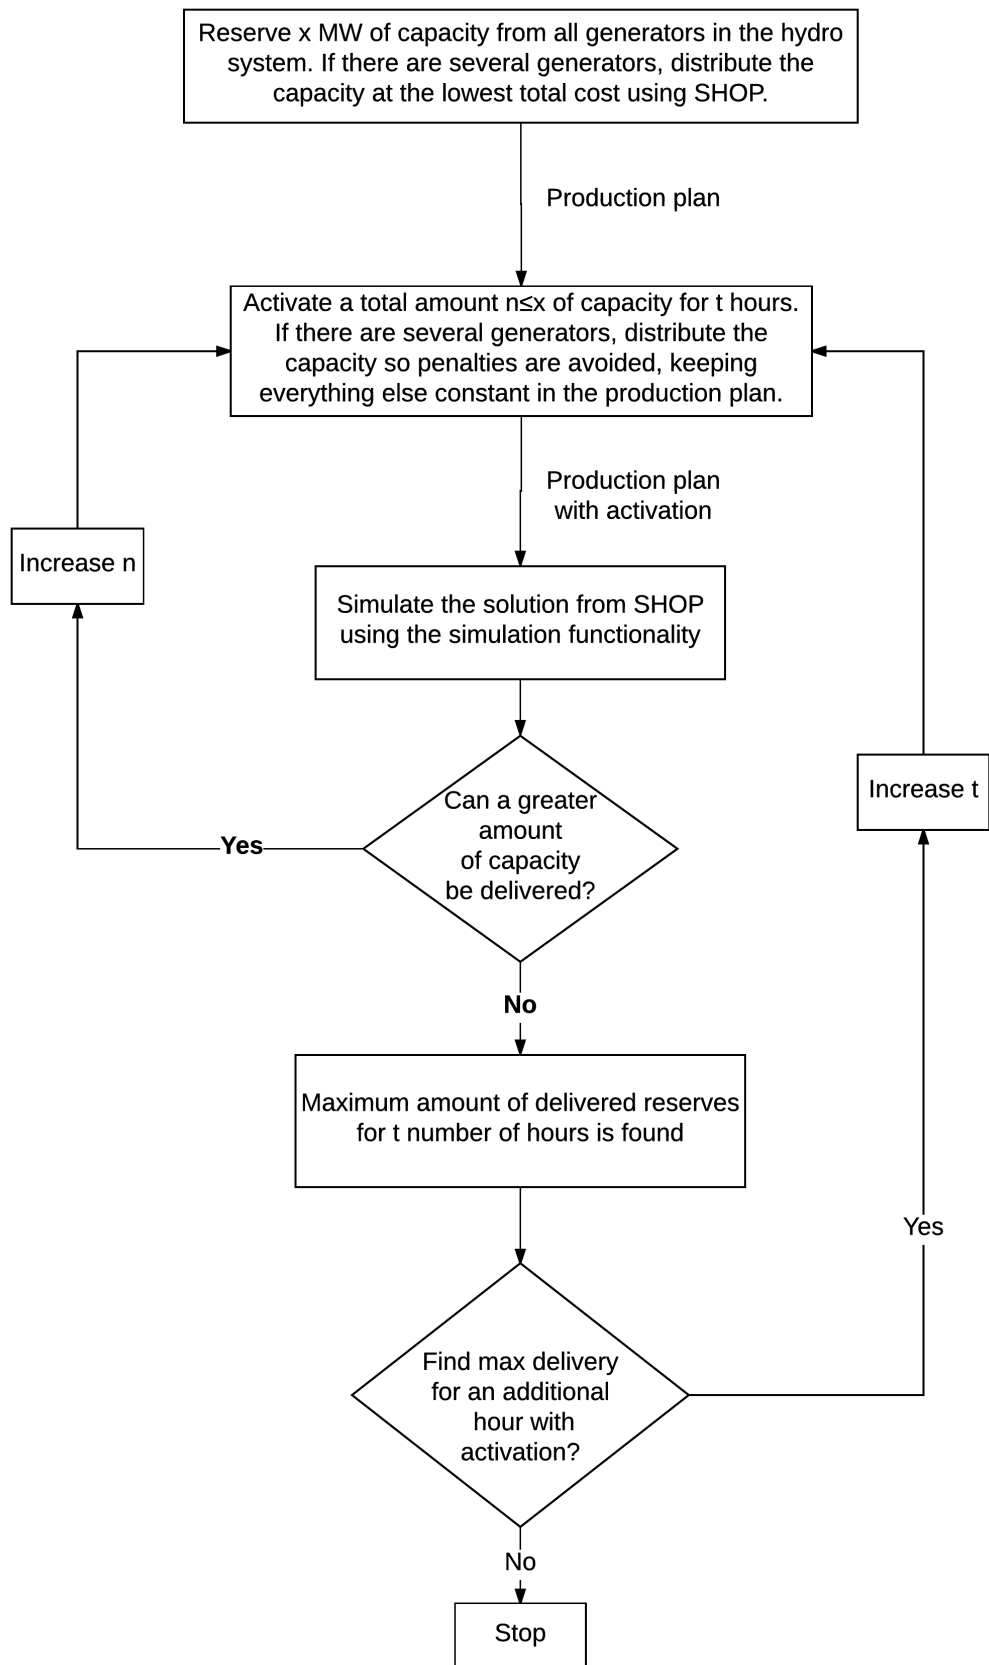 Reserve x MW of capacity from all generators in the hydro
system. If there are several generators, distribute the
capacity at the lowest total cost using SHOP.
Production plan
Activate a total amount n≤x of capacity for t hours.
If there are several generators, distribute the
capacity so penalties are avoided, keeping
everything else constant in the production plan.
Production plan
with activation
Increase n
Simulate the solution from SHOP
using the simulation functionality
Increase t
Can a greater
amount
of capacity
be delivered?
Yes
No
Maximum amount of delivered reserves
for t number of hours is found
Yes
Find max delivery
for an additional
hour with
activation?
No
Stop